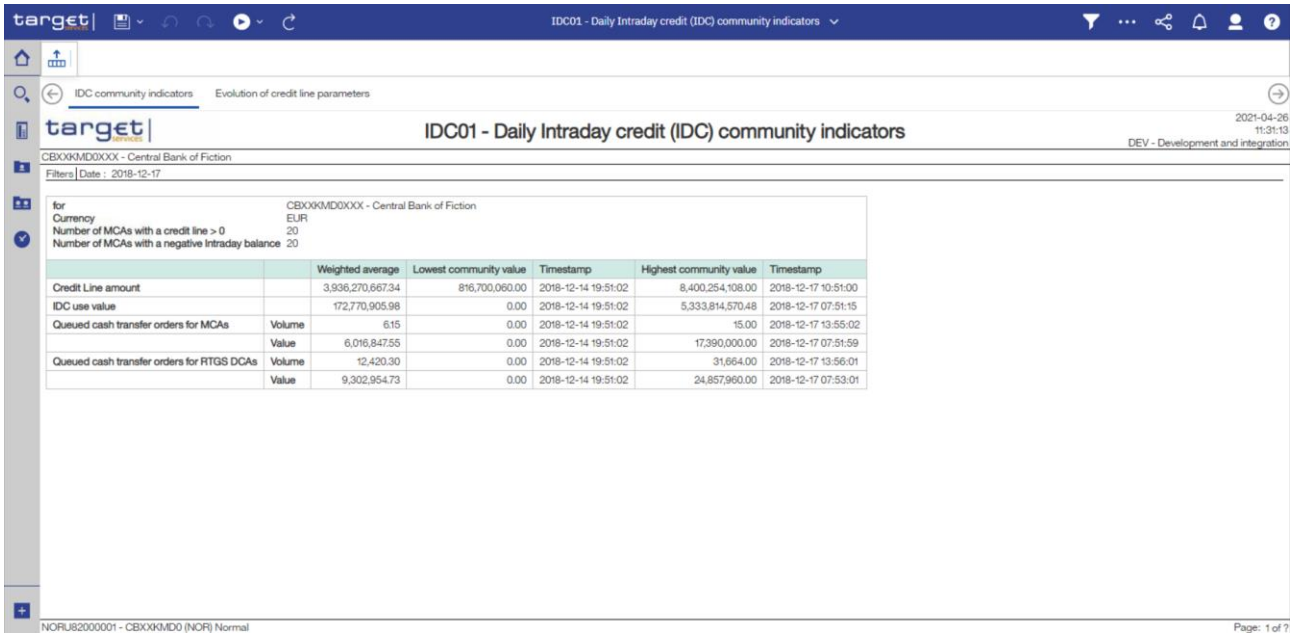 target|
services
IDC01 - Daily Intraday credit (IDC) community indicators
IDC community indicators Evolution of credit line parameters
target|
services
IDC01 - Daily Intraday credit (IDC) community indicators
2021-04-26
11:31:13
DEV - Development and integration
CBXXKMD0XXX - Central Bank of Fiction
Filters Date : 2018-12-17
for CBXXKMD0XXX - Central Bank of Fiction
Currency EUR
Number of MCAs with a credit line > 0 20
Number of MCAs with a negative Intraday balance 20
Weighted average Lowest community value Timestamp Highest community value Timestamp
Credit Line amount 3,936,270,667.34 816,700,060.00 2018-12-14 19:51:02 8,400,254,108.00 2018-12-17 10:51:00
IDC use value 172,770,905.98 0.00 2018-12-14 19:51:02 5,333,814,570.48 2018-12-17 07:51:15
Queued cash transfer orders for MCAs Volume 6.15 0.00 2018-12-14 19:51:02 15.00 2018-12-17 13:55:02
Value 6,016,847.55 0.00 2018-12-14 19:51:02 17,390,000.00 2018-12-17 07:51:59
Queued cash transfer orders for RTGS DCAs Volume 12,420.30 0.00 2018-12-14 19:51:02 31,664.00 2018-12-17 13:56:01
Value 9,302,954.73 0.00 2018-12-14 19:51:02 24,857,960.00 2018-12-17 07:53:01
NORU82000001 - CBXXKMD0 (NOR) Normal
Page: 1 of ?